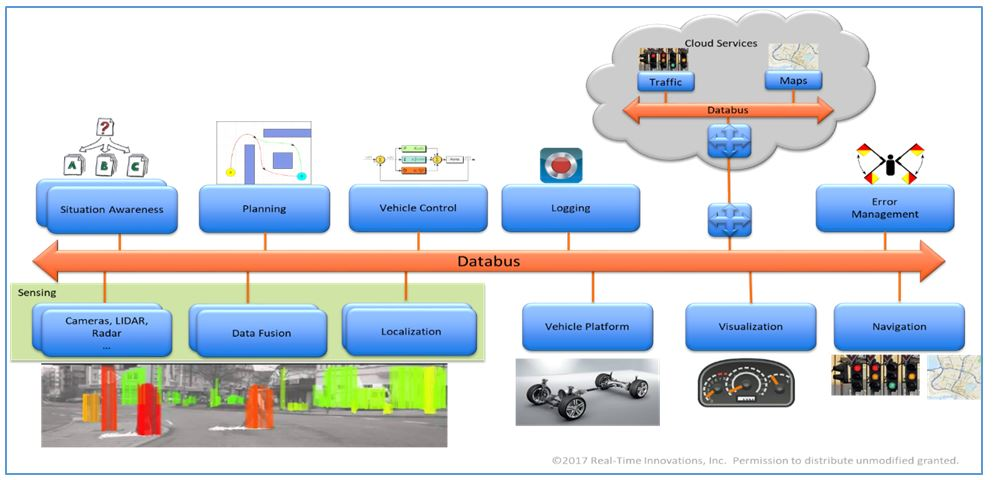 Cloud Services
Traffic
Maps
Databus
?
A
B
C
Situation Awareness
Planning
Vehicle Control
Logging
Error
Management
Databus
Sensing
Cameras, LIDAR,
Radar
...
Data Fusion
Localization
Vehicle Platform
Visualization
Navigation
©2017 Real-Time Innovations, Inc. Permission to distribute unmodified granted.